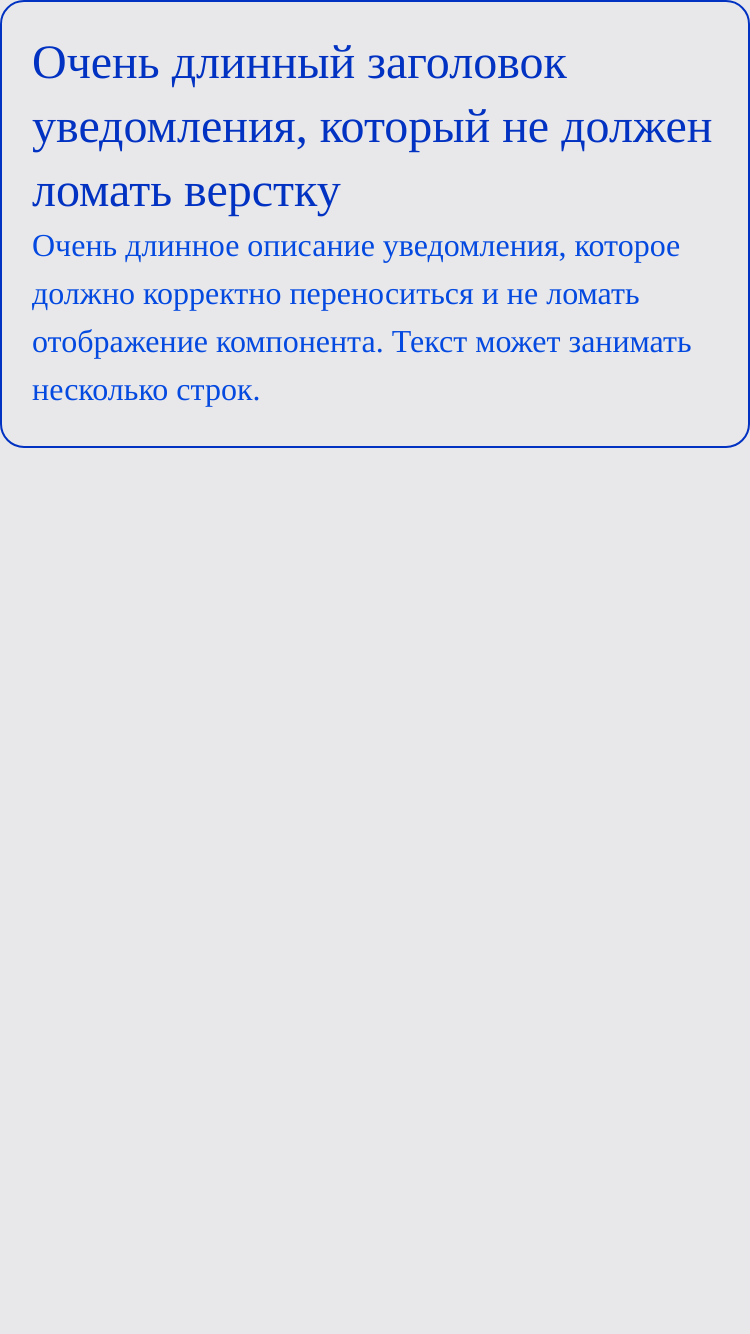 Очень длинный заголовок
уведомления, который не должен
ломать верстку
Очень длинное описание уведомления, которое
должно корректно переноситься и не ломать
отображение компонента. Текст может занимать
несколько строк.